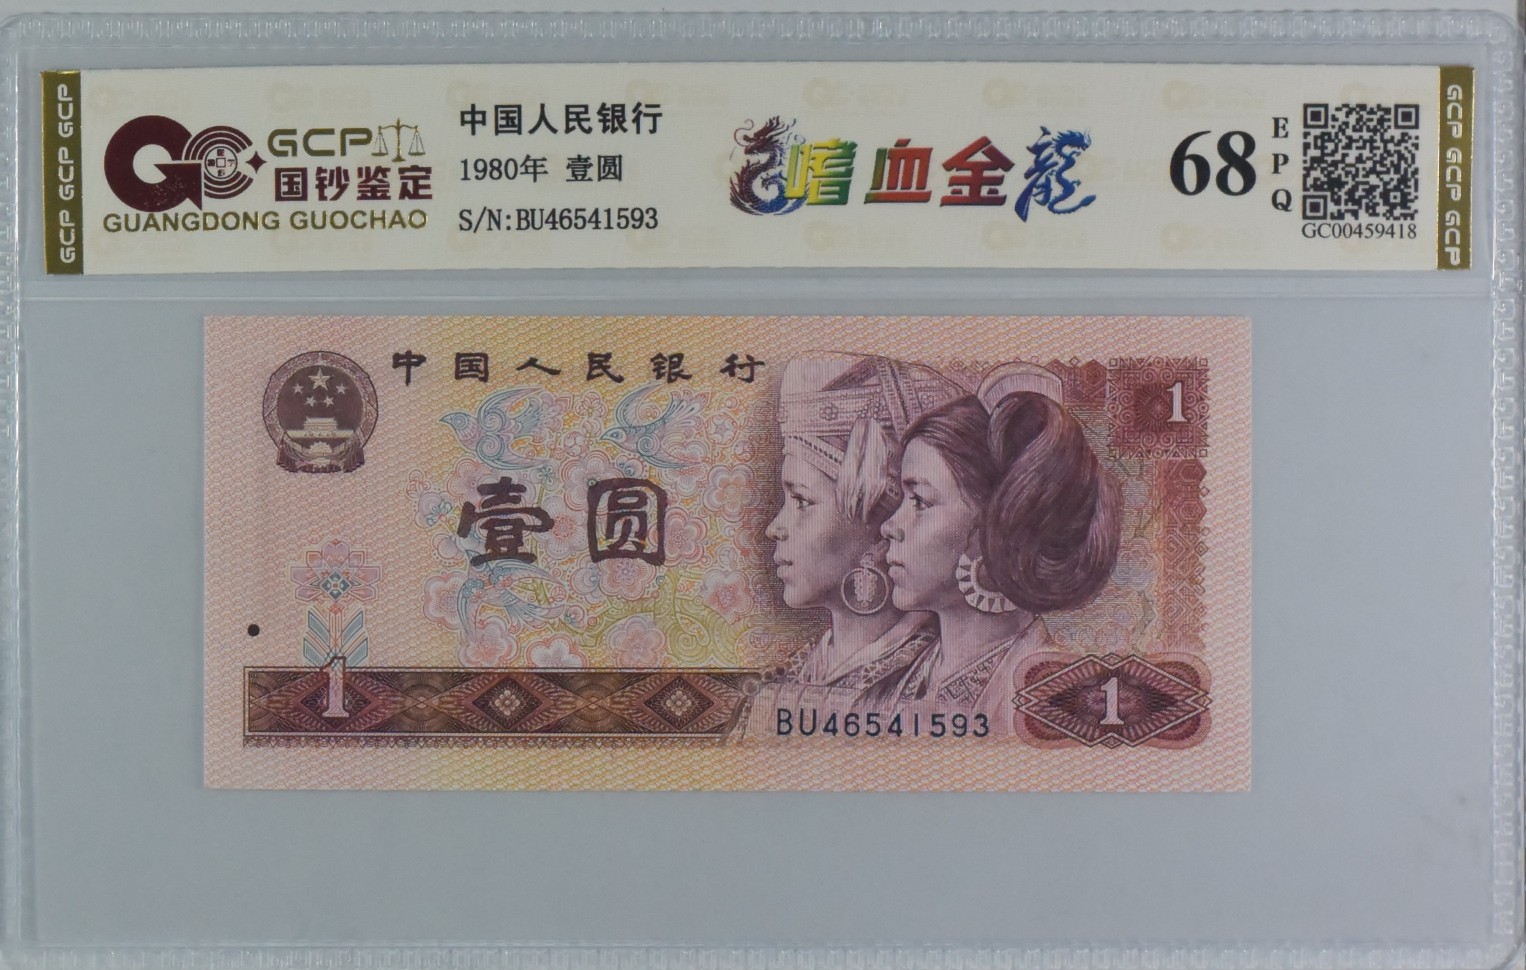 GCP GCP GCP
GCP
国钞鉴定
GUANGDONG GUOCHAO
中国人民银行
1980年 壹圆
S/N:BU46541593
嗜血金龍
68
EPQ
GC00459418
GCP GCP GCP
中国人民银行
1
壹圆
1
BU46541593
1